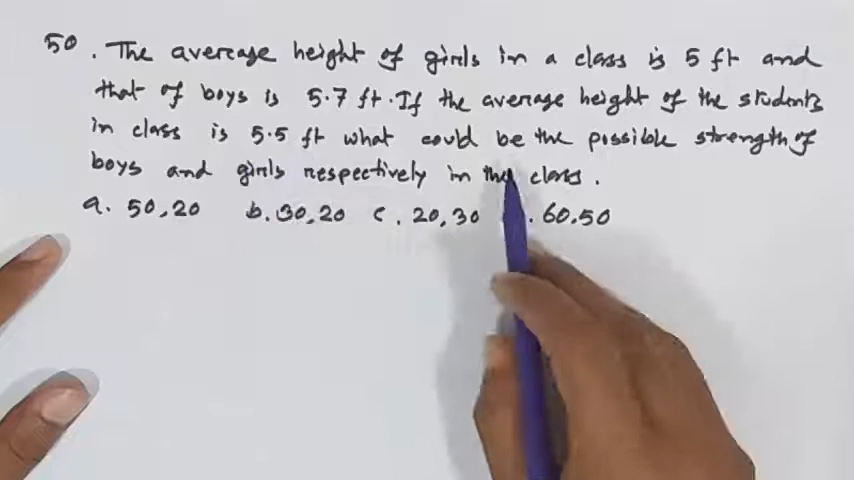 50. The average height of girls in a class is 5 ft and
that of boys is 5.7 ft. If the average height of the students
in class is 5.5 ft what could be the possible strength of
boys and girls respectively in the class.
a. 50,20 b. 30,20 c. 20,30 . 60,50